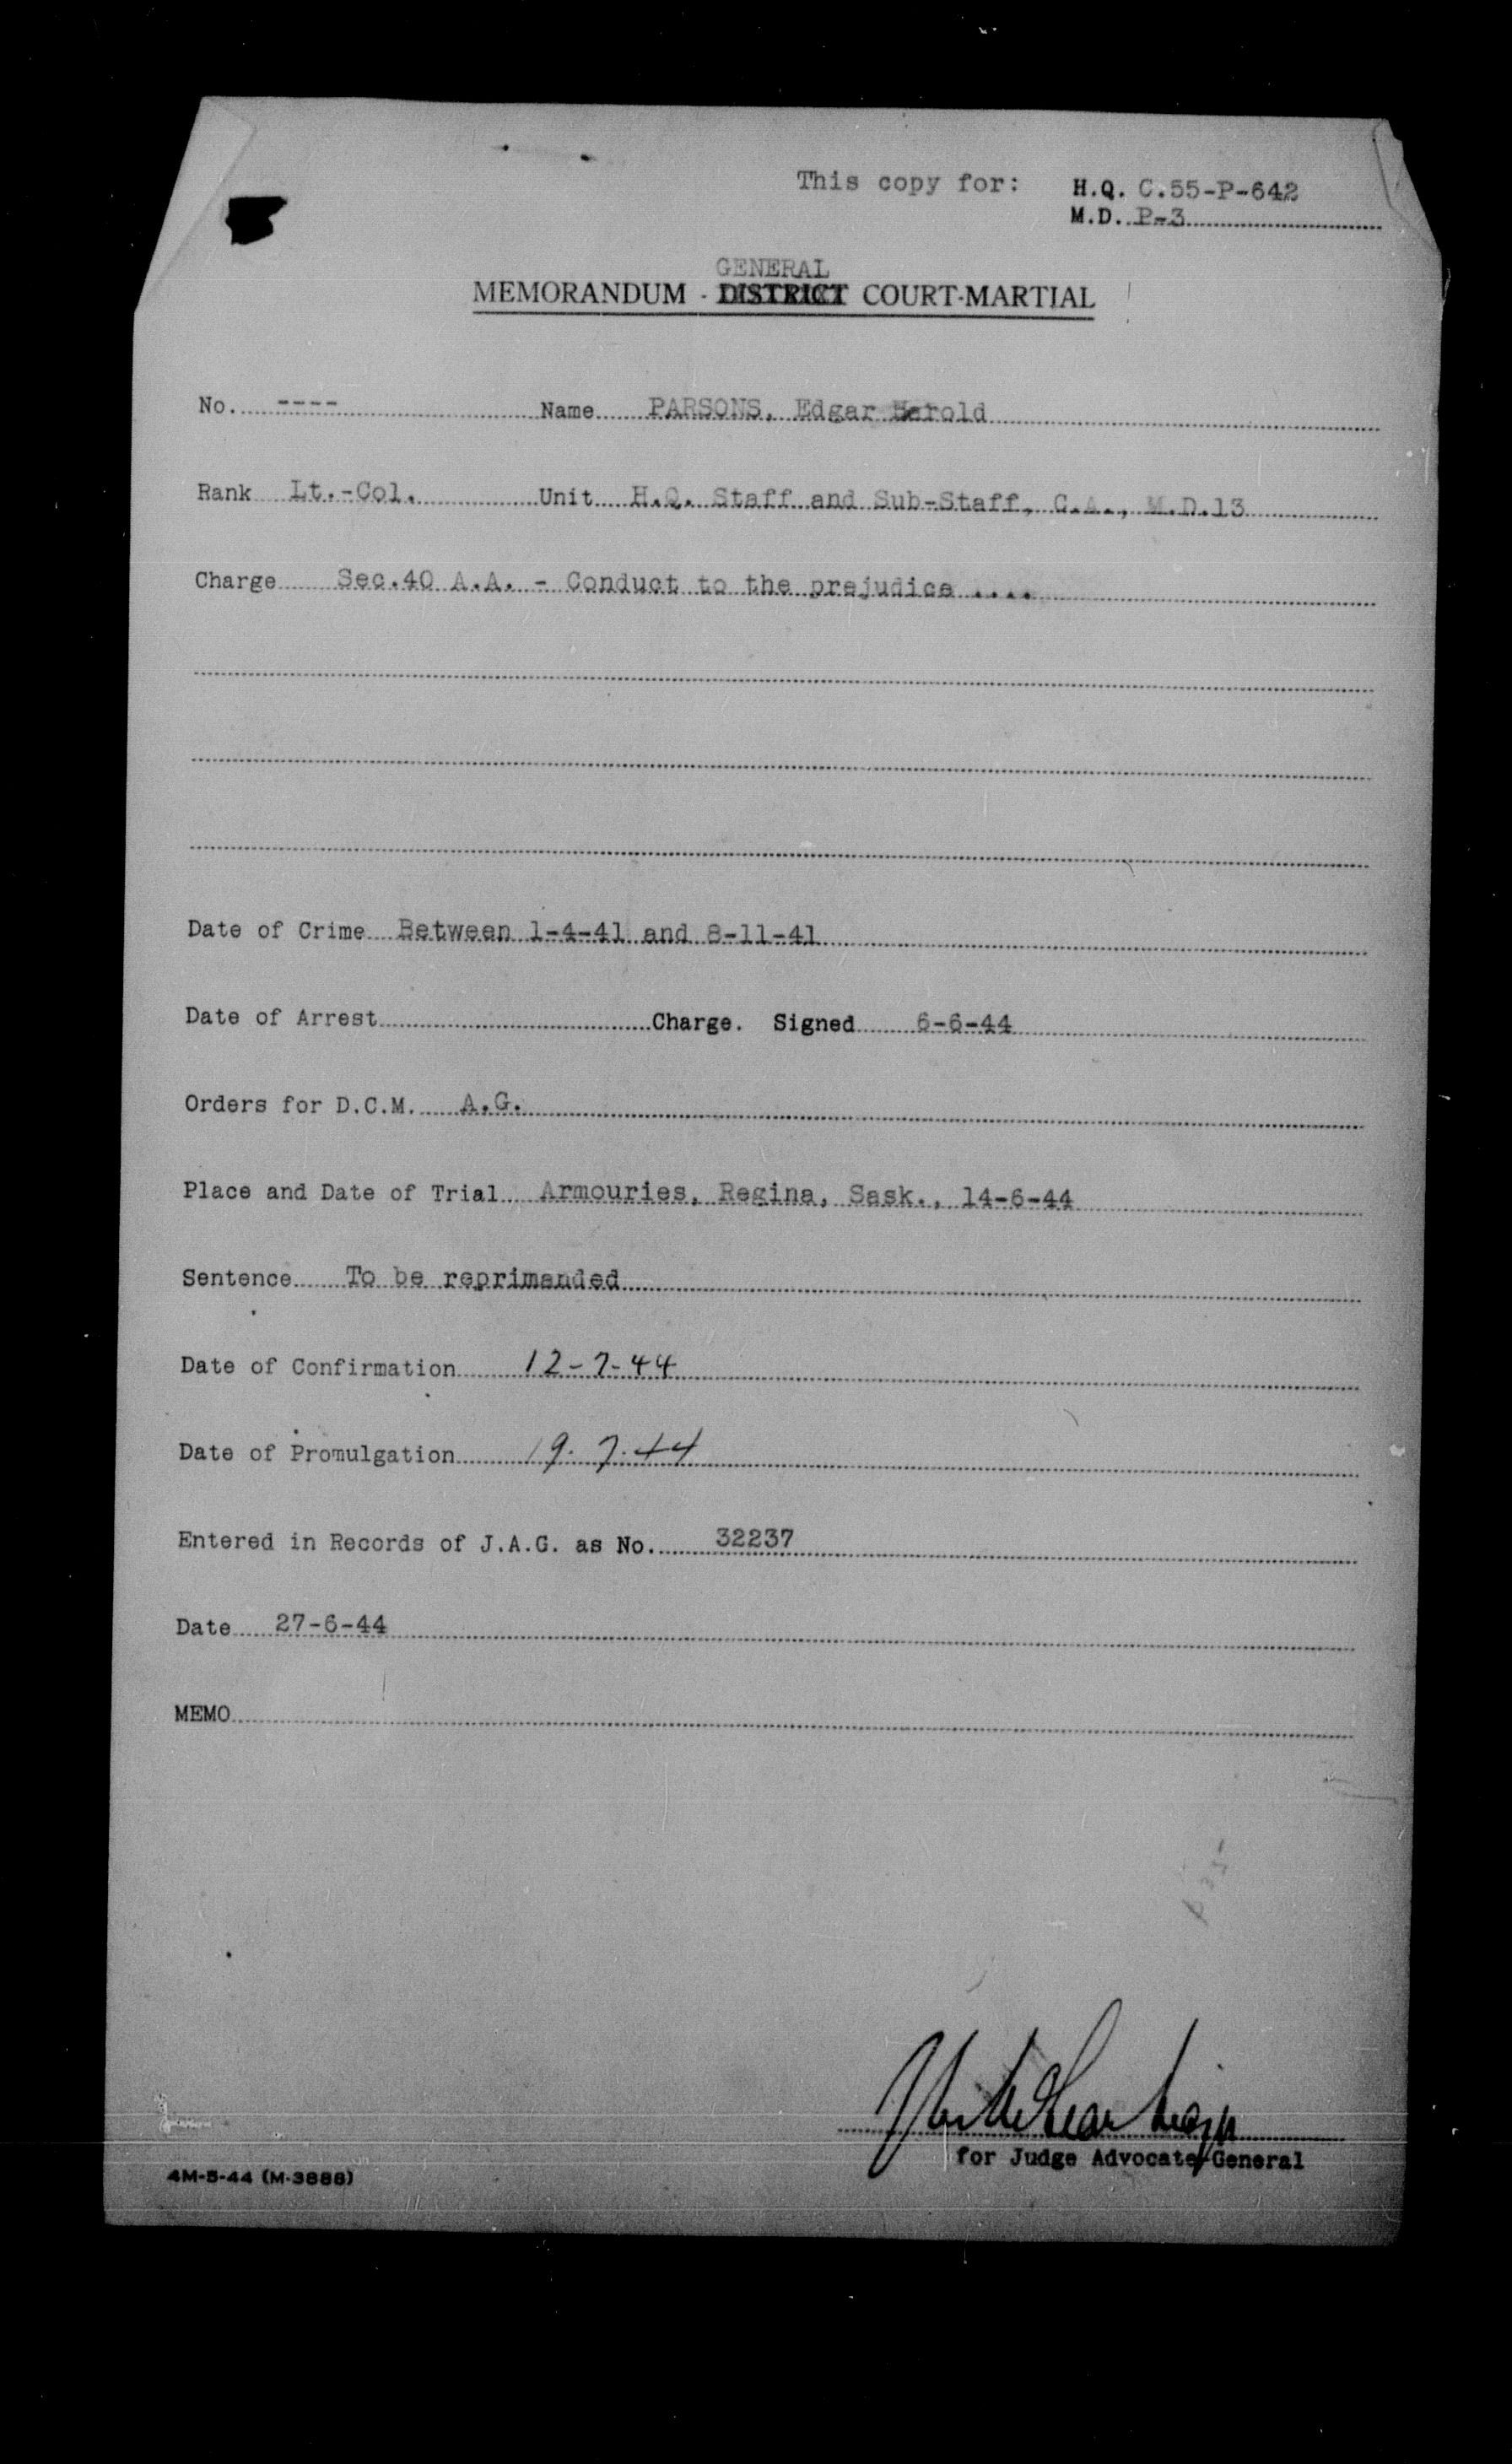 This copy for: H.Q. C.55-P-642
M.D. P-3
GENERAL
MEMORANDUM - DISTRICT COURT-MARTIAL
No. ---- Name PARSONS, Edgar Harold
Rank Lt.-Col. Unit H.Q. Staff and Sub-Staff, C.A., M.D.13
Charge Sec.40 A.A. - Conduct to the prejudice ....
Date of Crime Between 1-4-41 and 8-11-41
Date of Arrest Charge. Signed 6-6-44
Orders for D.C.M. A.G.
Place and Date of Trial Armouries, Regina, Sask., 14-6-44
Sentence To be reprimanded
Date of Confirmation 12-7-44
Date of Promulgation 19.7.44
Entered in Records of J.A.G. as No. 32237
Date 27-6-44
MEMO
for Judge Advocate-General
4M-5-44 (M-3888)